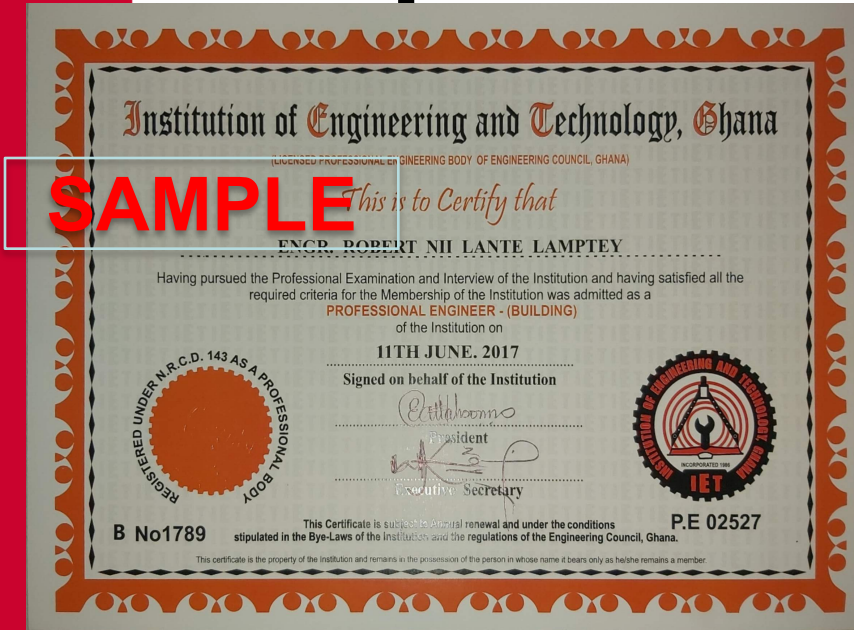 Institution of Engineering and Technology, Ghana
(LICENSED PROFESSIONAL ENGINEERING BODY OF ENGINEERING COUNCIL, GHANA)
SAMPLE
This is to Certify that
ENGR. ROBERT NII LANTE LAMPTEY
Having pursued the Professional Examination and Interview of the Institution and having satisfied all the
required criteria for the Membership of the Institution was admitted as a
PROFESSIONAL ENGINEER - (BUILDING)
of the Institution on
11TH JUNE. 2017
Signed on behalf of the Institution
President
Executive Secretary
REGISTERED UNDER N.R.C.D. 143 AS A PROFESSIONAL BODY
INSTITUTION OF ENGINEERING AND TECHNOLOGY, GHANA
INCORPORATED
IET
B No1789
P.E 02527
This Certificate is subject to Annual renewal and under the conditions
stipulated in the Bye-Laws of the Institution and the regulations of the Engineering Council, Ghana.
This certificate is the property of the Institution and remains in the possession of the person in whose name it bears only as he/she remains a member